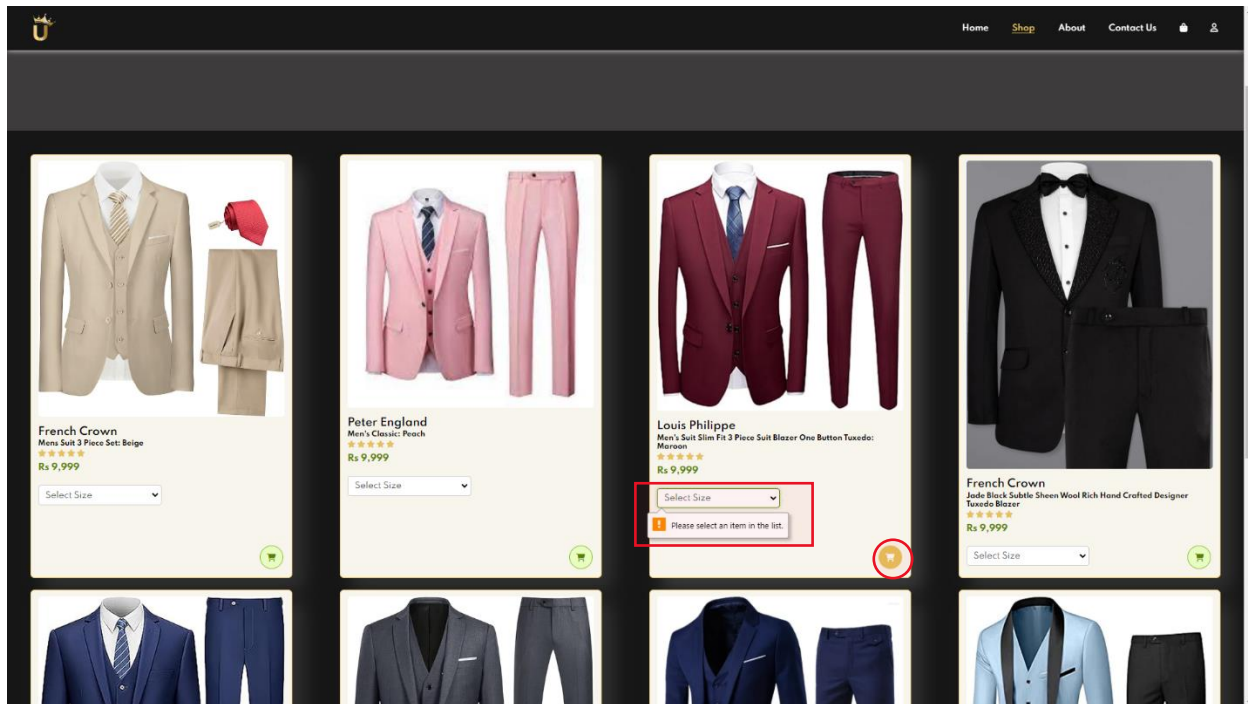 U
Home Shop About Contact Us
French Crown
Mens Suit 3 Piece Set: Beige
Rs 9,999
Select Size
Peter England
Men's Classic: Peach
Rs 9,999
Select Size
Louis Philippe
Men's Suit Slim Fit 3 Piece Suit Blazer One Button Tuxedo:
Maroon
Rs 9,999
Select Size
! Please select an item in the list.
French Crown
Jade Black Subtle Sheen Wool Rich Hand Crafted Designer
Tuxedo Blazer
Rs 9,999
Select Size